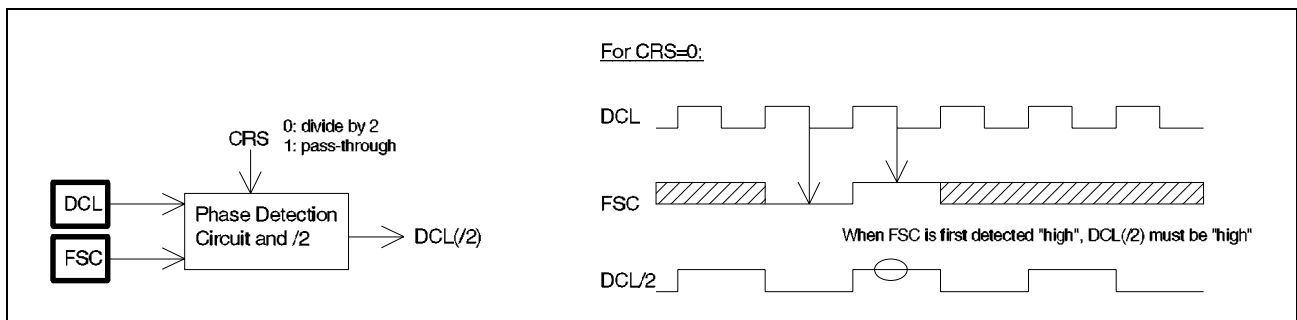 CRS
0: divide by 2
1: pass-through
DCL
FSC
Phase Detection
Circuit and /2
DCL(/2)
For CRS=0:
DCL
FSC
When FSC is first detected "high", DCL(/2) must be "high"
DCL/2